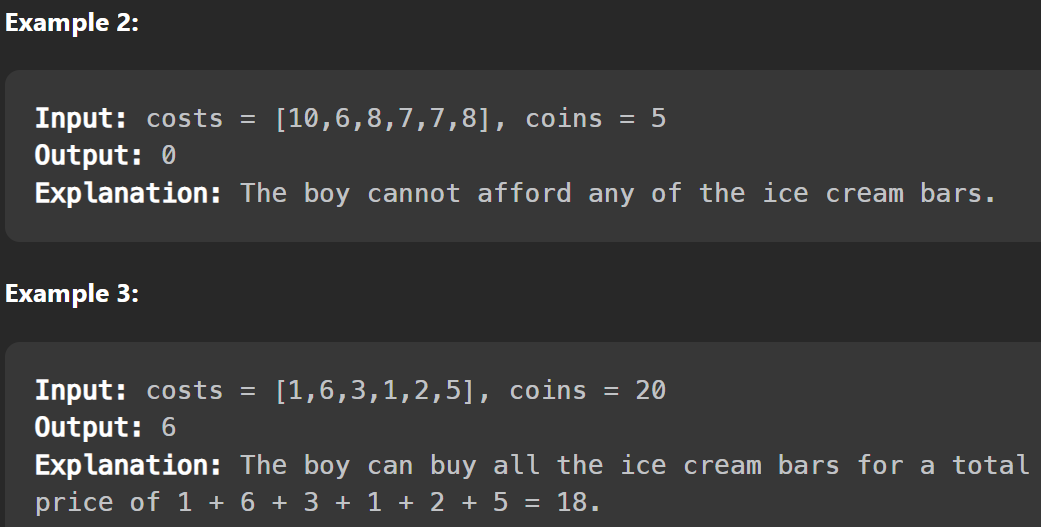 Example 2:
Input: costs = [10,6,8,7,7,8], coins = 5
Output: 0
Explanation: The boy cannot afford any of the ice cream bars.
Example 3:
Input: costs = [1,6,3,1,2,5], coins = 20
Output: 6
Explanation: The boy can buy all the ice cream bars for a total
price of 1 + 6 + 3 + 1 + 2 + 5 = 18.